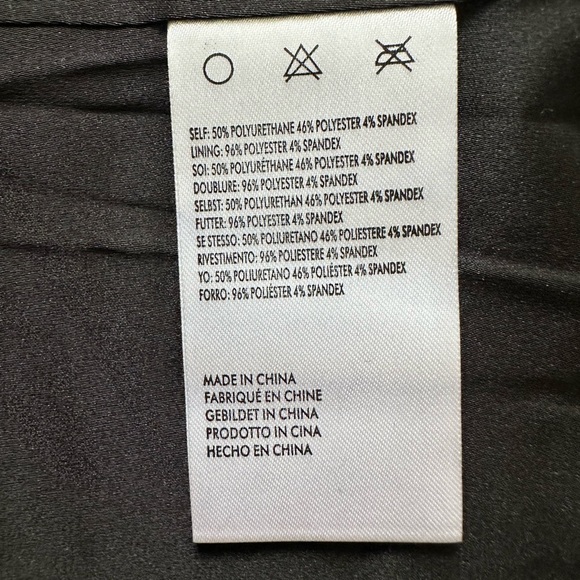 SELF: 50% POLYURETHANE 46% POLYESTER 4% SPANDEX
LINING: 96% POLYESTER 4% SPANDEX
SOI: 50% POLYURÉTHANE 46% POLYESTER 4% SPANDEX
DOUBLURE: 96% POLYESTER 4% SPANDEX
SELBST: 50% POLYURETHAN 46% POLYESTER 4% SPANDEX
FUTTER: 96% POLYESTER 4% SPANDEX
SE STESSO: 50% POLIURETANO 46% POLIESTERE 4% SPANDEX
RIVESTIMENTO: 96% POLIESTERE 4% SPANDEX
YO: 50% POLIURETANO 46% POLIÉSTER 4% SPANDEX
FORRO: 96% POLIÉSTER 4% SPANDEX
MADE IN CHINA
FABRIQUÉ EN CHINE
GEBILDET IN CHINA
PRODOTTO IN CINA
HECHO EN CHINA